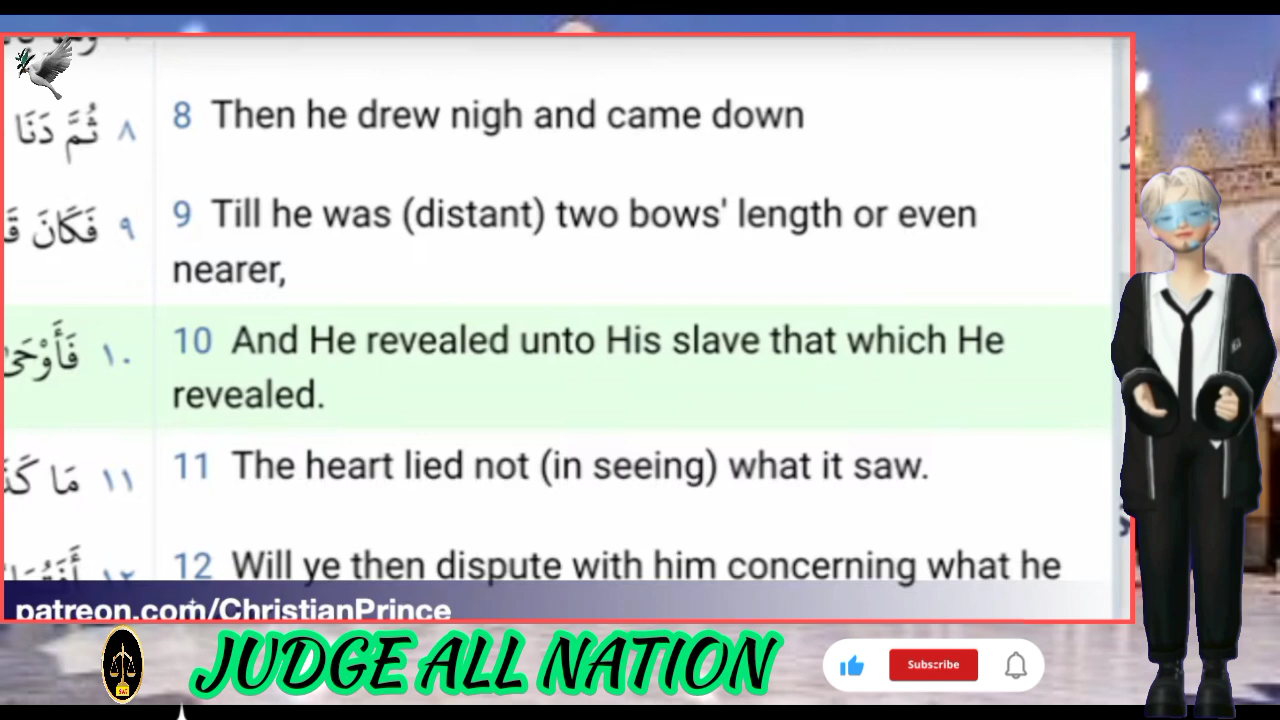 ثُمَّ دَنَا ٨
8 Then he drew nigh and came down
فَكَانَ ٩
9 Till he was (distant) two bows' length or even
nearer,
فَأَوْحَىٰ ١٠
10 And He revealed unto His slave that which He
revealed.
مَا ١١
11 The heart lied not (in seeing) what it saw.
١٢
12 Will ye then dispute with him concerning what he
patreon.com/ChristianPrince
JUDGE ALL NATION
Subscribe